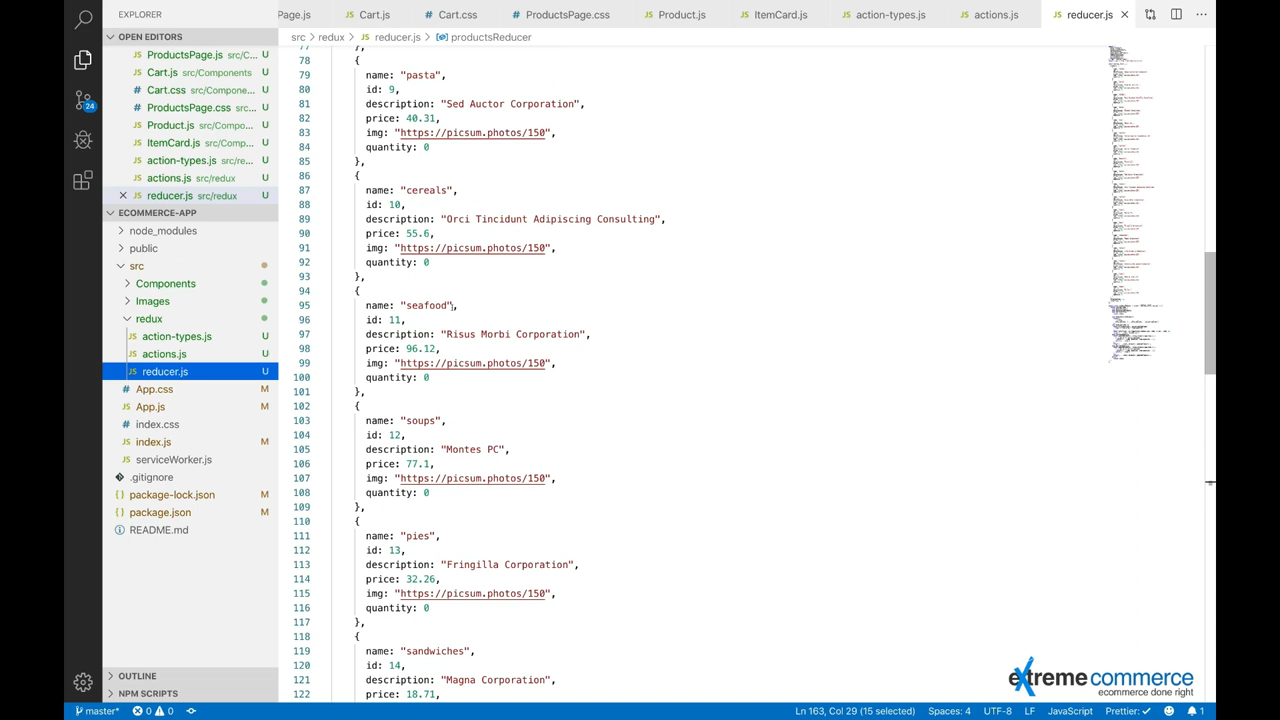 EXPLORER
Page.js
Cart.js
Cart.css
ProductsPage.css
Product.js
ItemCard.js
action-types.js
actions.js
reducer.js
OPEN EDITORS
src > redux > reducer.js > productsReducer
ProductsPage.js src/C... U
Cart.js src/Components
Cart.css src/Compone...
ProductsPage.css src/...
Product.js src/Compo...
ItemCard.js src/Comp...
action-types.js src/re...
actions.js src/redux
reducer.js src/redux
24
ECOMMERCE-APP
node_modules
public
src
Components
Images
redux
action-types.js U
actions.js U
reducer.js U
App.css M
App.js M
index.css
index.js M
serviceWorker.js
.gitignore
package-lock.json M
package.json M
README.md
OUTLINE
NPM SCRIPTS
77 },
78 {
79 name:
80 id: 9,
81 description: "Sed Auctor Corporation",
82 price: 40.31,
83 img: "https://picsum.photos/150",
84 quantity: 0
85 },
86 {
87 name: "cereals",
88 id: 10,
89 description: "Orci Tincidunt Adipiscing Consulting",
90 price:
91 img: "https://picsum.photos/150",
92 quantity: 0
93 },
94 {
95 name:
96 id: 11,
97 Corporation",
98 price:
99 img: "https://picsum.photos/150",
100 quantity: 0
101 },
102 {
103 name: "soups",
104 id: 12,
105 description: "Montes PC",
106 price: 77.1,
107 img: "https://picsum.photos/150",
108 quantity: 0
109 },
110 {
111 name: "pies",
112 id: 13,
113 description: "Fringilla Corporation",
114 price: 32.26,
115 img: "https://picsum.photos/150",
116 quantity: 0
117 },
118 {
119 name: "sandwiches",
120 id: 14,
121 description: "Magna Corporation",
122 price: 18.71,
extreme commerce
ecommerce done right
master* 0 0
Ln 163, Col 29 (15 selected)
Spaces: 4
UTF-8
LF
JavaScript
Prettier: ✓
1